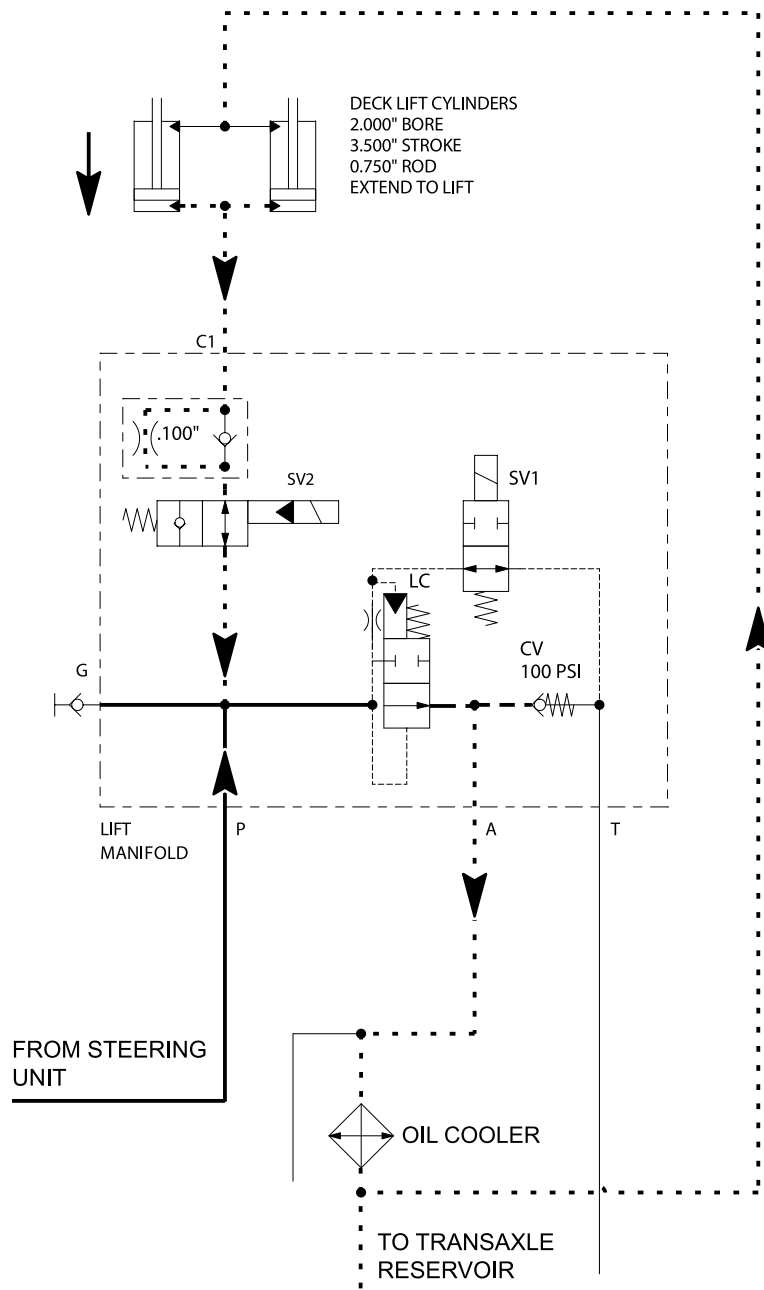 DECK LIFT CYLINDERS
2.000" BORE
3.500" STROKE
0.750" ROD
EXTEND TO LIFT
C1
.100"
SV2
SV1
LC
CV
100 PSI
G
LIFT
MANIFOLD
P
A
T
FROM STEERING
UNIT
OIL COOLER
TO TRANSAXLE
RESERVOIR